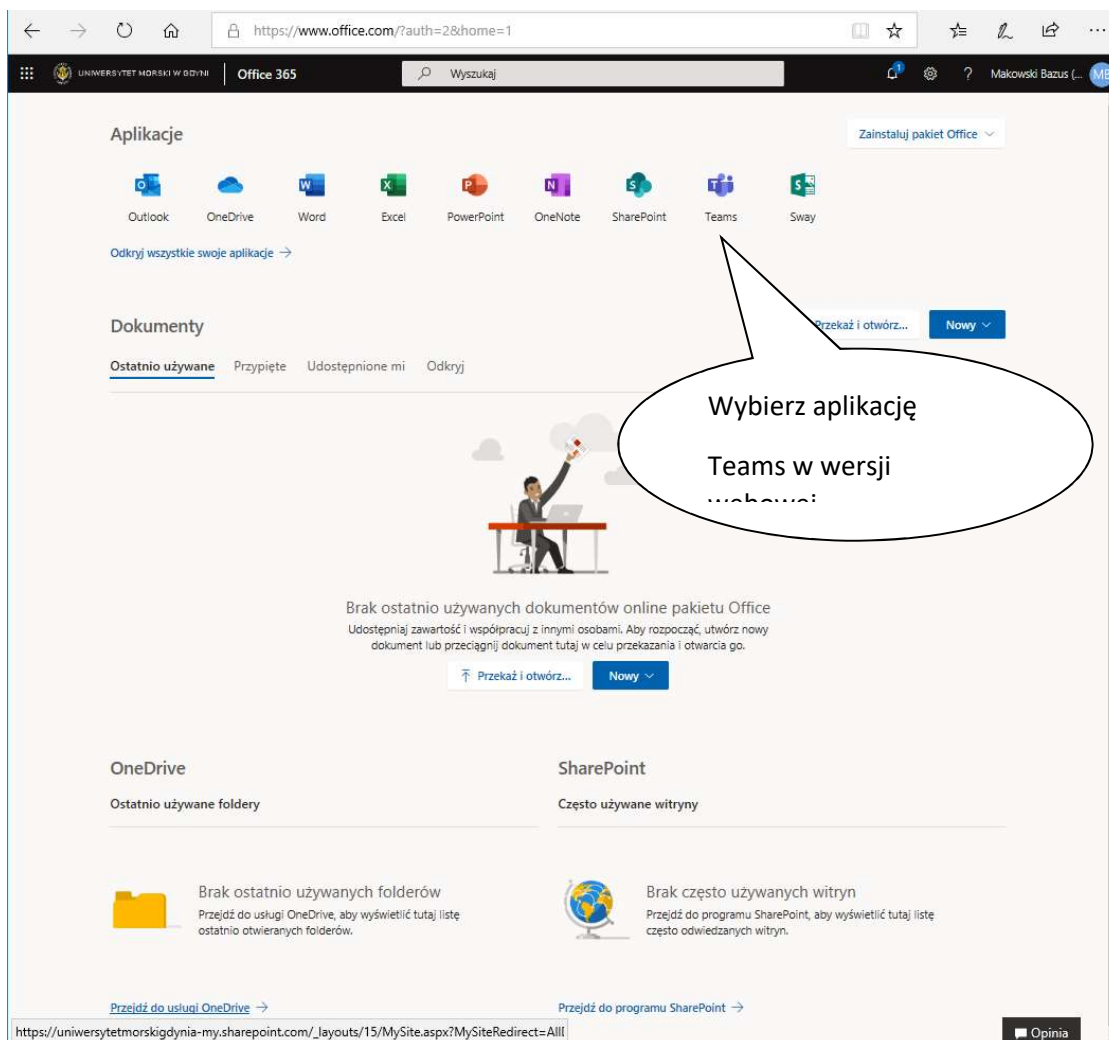 https://www.office.com/?auth=2&home=1
UNIWERSYTET MORSKI W GDYNI
Office 365
Wyszukaj
1
?
Makowski Bazus (...
MB
Aplikacje
Zainstaluj pakiet Office
Outlook OneDrive Word Excel PowerPoint OneNote SharePoint Teams Sway
Odkryj wszystkie swoje aplikacje →
Dokumenty
Przekaż i otwórz...
Nowy
Ostatnio używane Przypięte Udostępnione mi Odkryj
Wybierz aplikację
Teams w wersji
webowej
Brak ostatnio używanych dokumentów online pakietu Office
Udostępniaj zawartość i współpracuj z innymi osobami. Aby rozpocząć, utwórz nowy
dokument lub przeciągnij dokument tutaj w celu przekazania i otwarcia go.
Przekaż i otwórz...
Nowy
OneDrive
Ostatnio używane foldery
Brak ostatnio używanych folderów
Przejdź do usługi OneDrive, aby wyświetlić tutaj listę
ostatnio otwieranych folderów.
Przejdź do usługi OneDrive →
SharePoint
Często używane witryny
Brak często używanych witryn
Przejdź do programu SharePoint, aby wyświetlić tutaj listę
często odwiedzanych witryn.
Przejdź do programu SharePoint →
https://uniwersytetmorskigdynia-my.sharepoint.com/_layouts/15/MySite.aspx?MySiteRedirect=All
Opinia